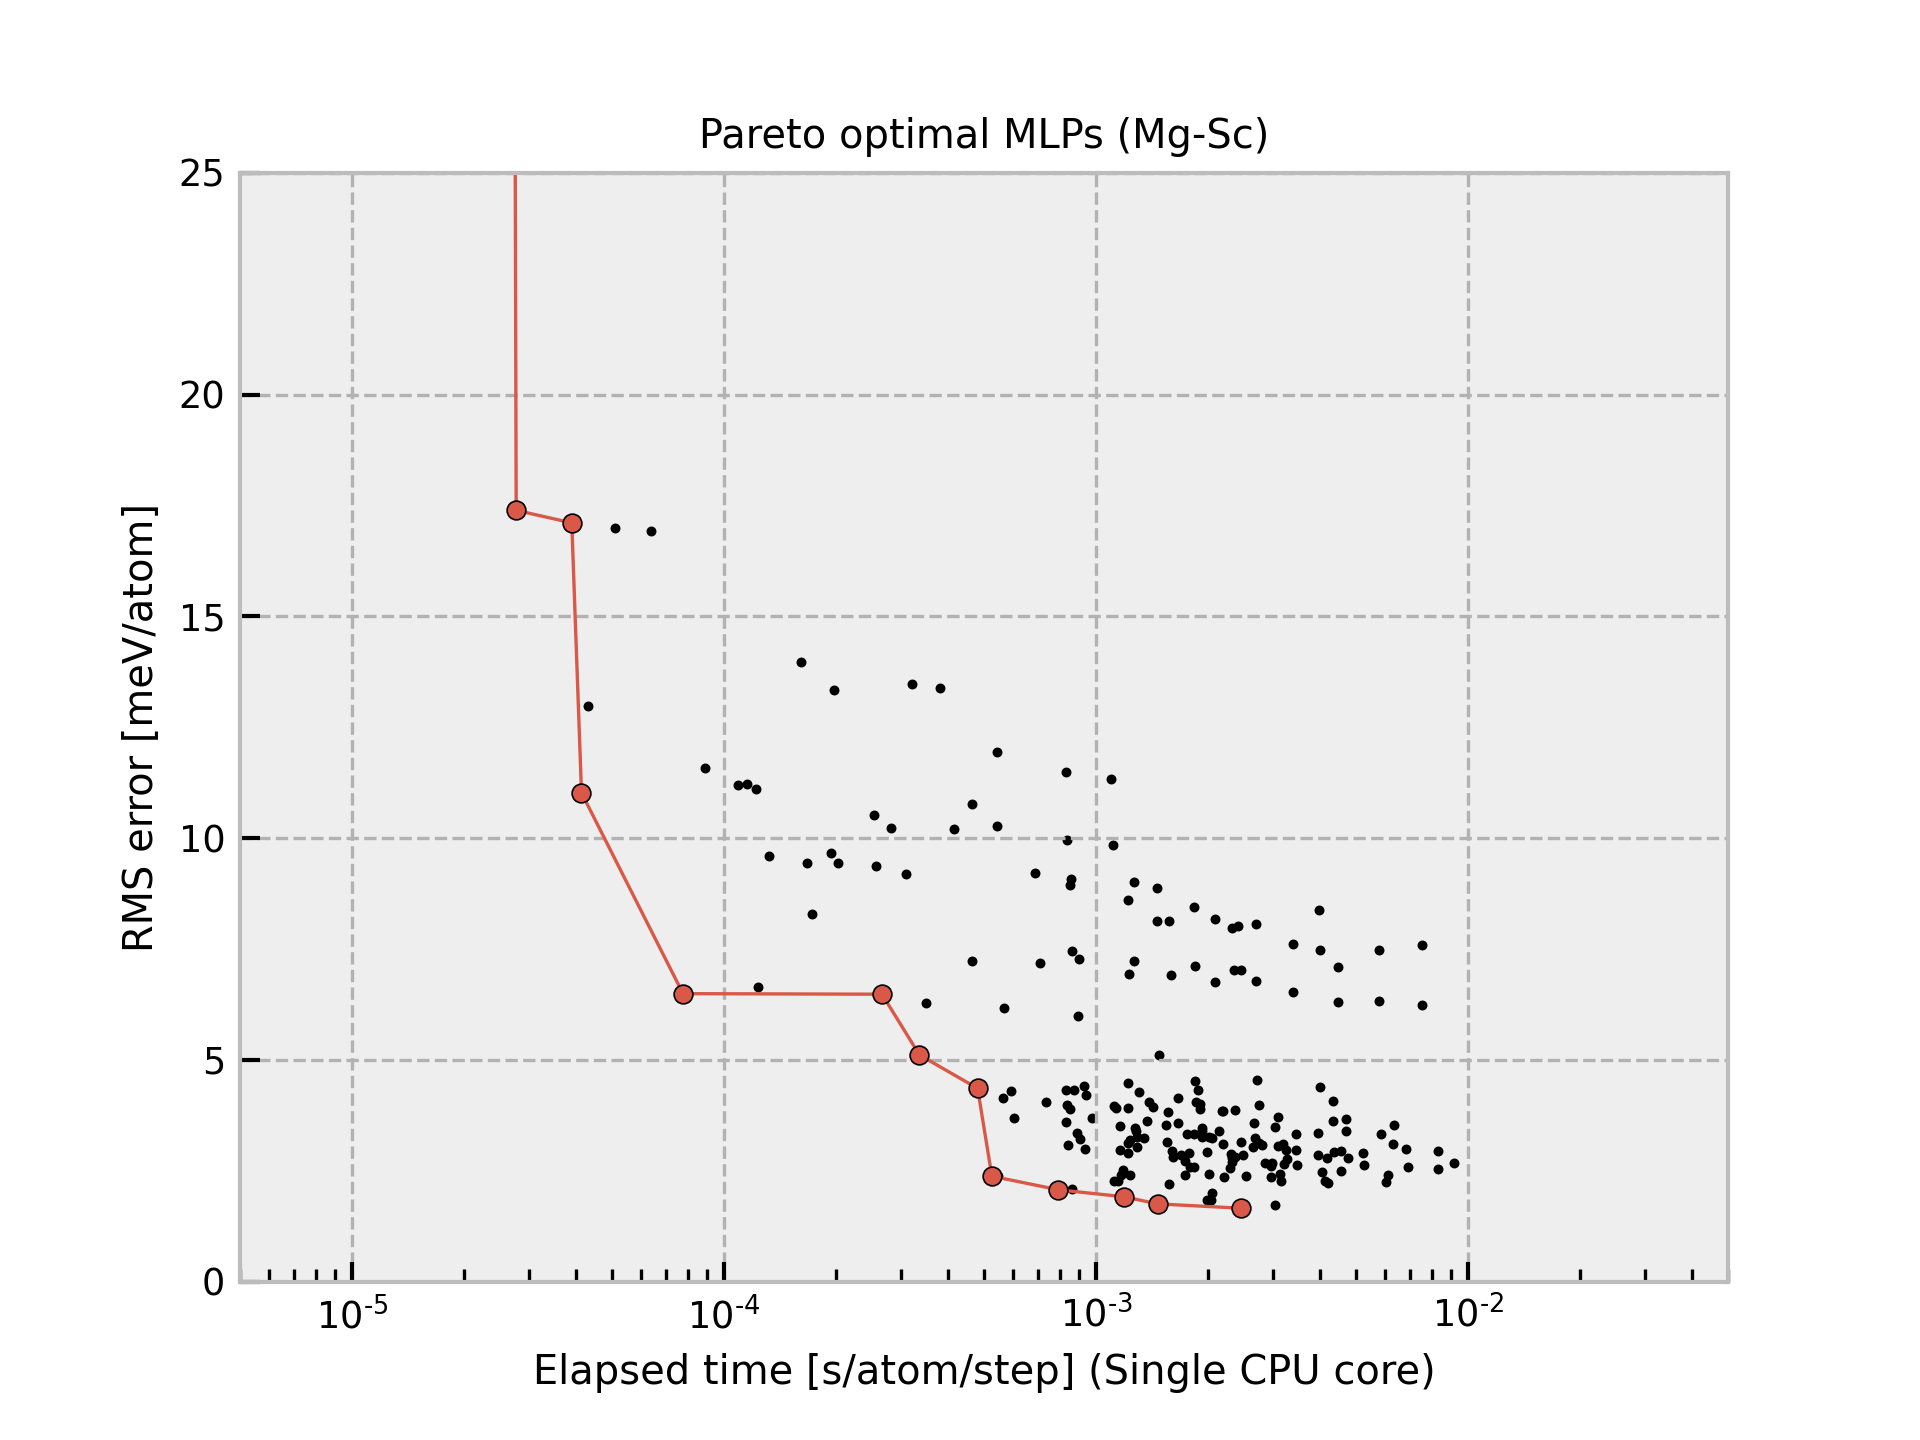 Pareto optimal MLPs (Mg-Sc)
25
20
15
10
5
0
RMS error [meV/atom]
10^-5 10^-4 10^-3 10^-2
Elapsed time [s/atom/step] (Single CPU core)